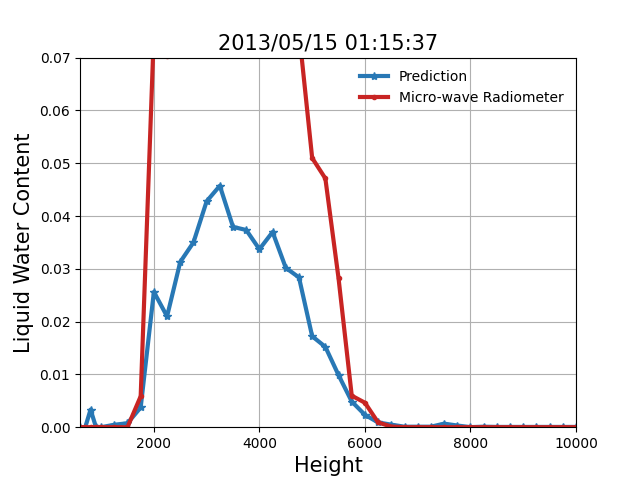 2013/05/15 01:15:37
0.07
0.06
0.05
0.04
0.03
0.02
0.01
0.00
Liquid Water Content
Prediction
Micro-wave Radiometer
2000 4000 6000 8000 10000
Height